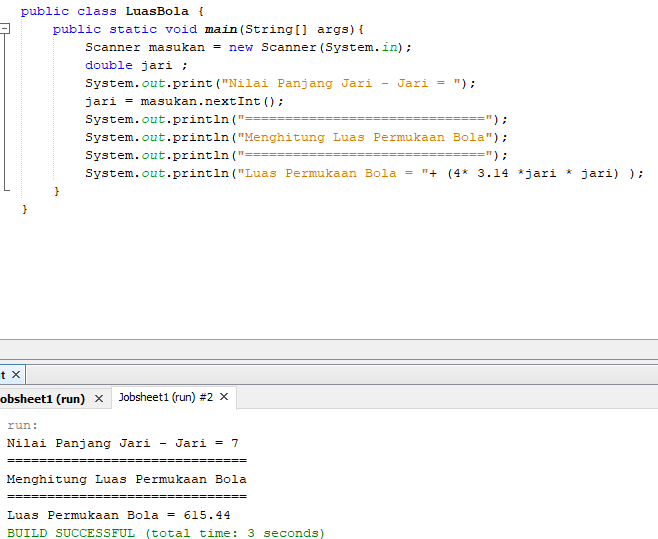 public class LuasBola {
public static void main(String[] args){
Scanner masukan = new Scanner(System.in);
double jari ;
System.out.print("Nilai Panjang Jari - Jari = ");
jari = masukan.nextInt();
System.out.println("==============================");
System.out.println("Menghitung Luas Permukaan Bola");
System.out.println("==============================");
System.out.println("Luas Permukaan Bola = "+ (4* 3.14 *jari * jari) );
}
}
t ×
obsheet1 (run) × Jobsheet1 (run) #2 ×
run:
Nilai Panjang Jari - Jari = 7
==============================
Menghitung Luas Permukaan Bola
==============================
Luas Permukaan Bola = 615.44
BUILD SUCCESSFUL (total time: 3 seconds)